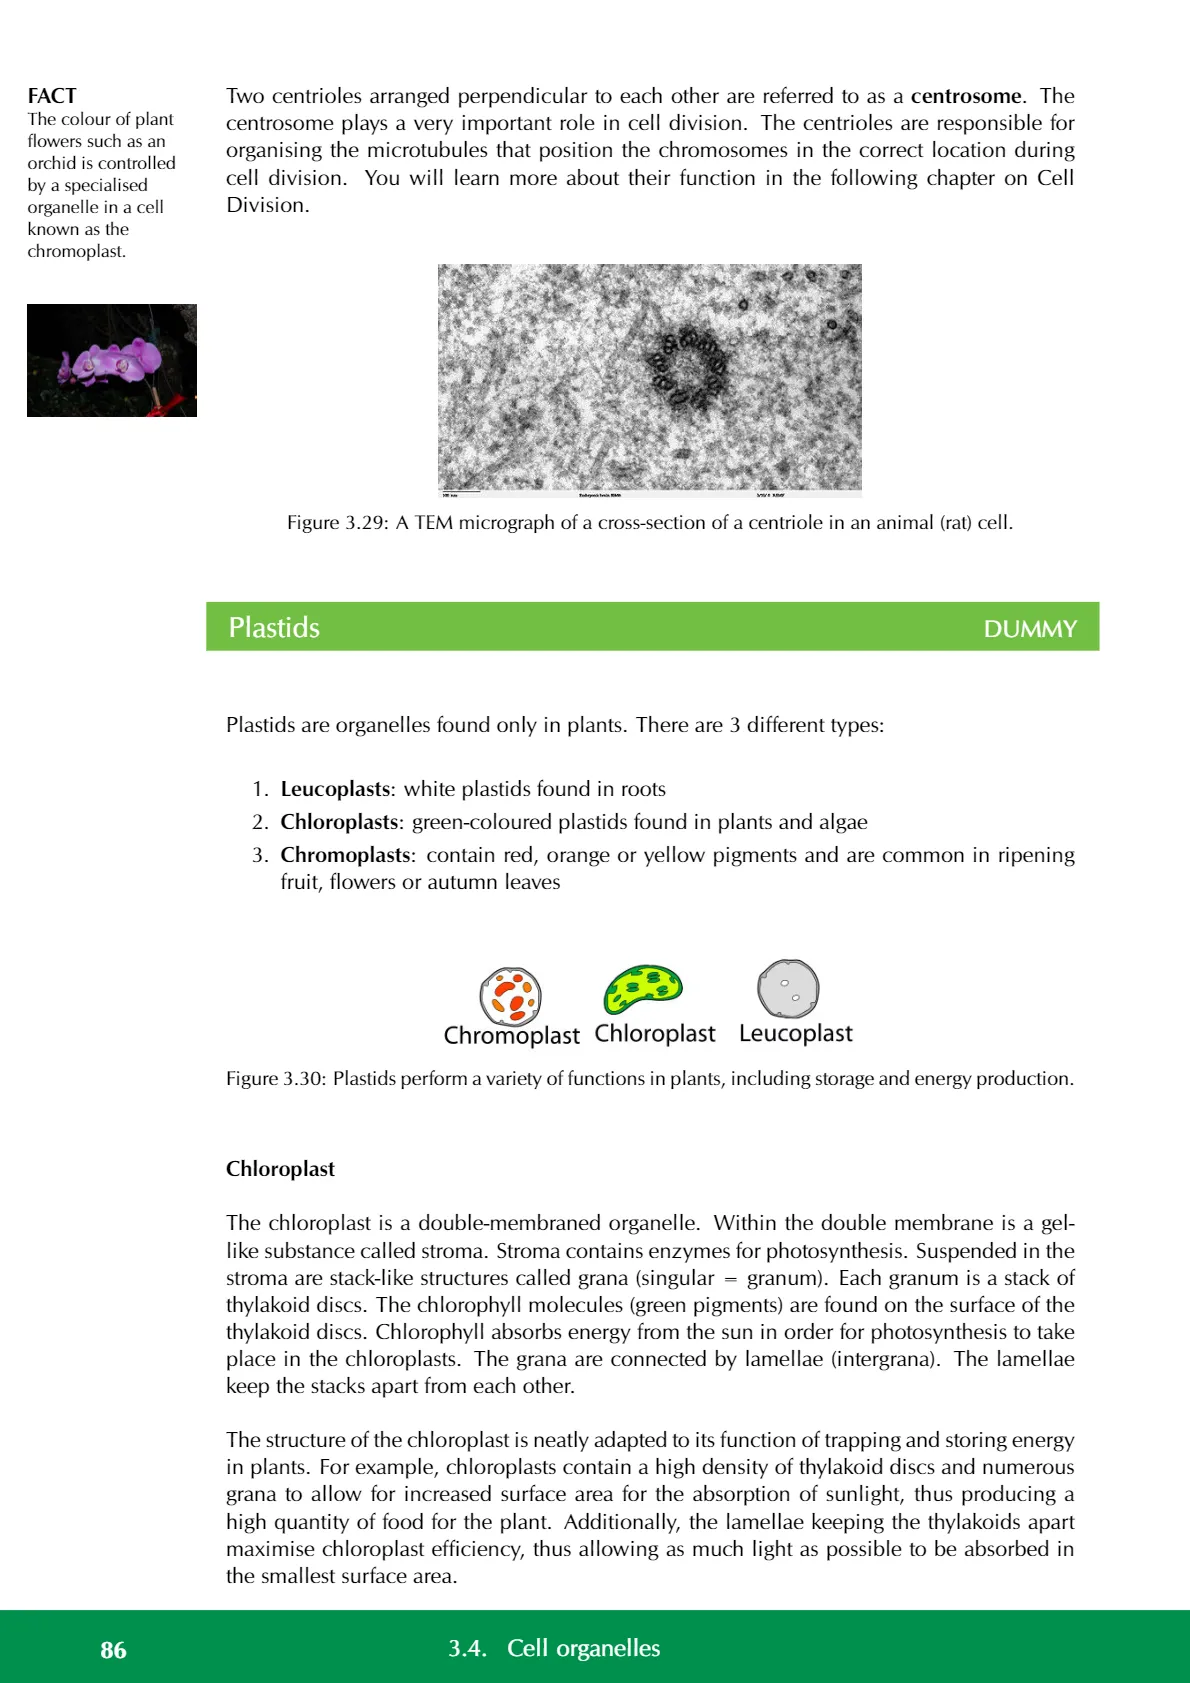 FACT
The colour of plant
flowers such as an
orchid is controlled
by a specialised
organelle in a cell
known as the
chromoplast.
Two centrioles arranged perpendicular to each other are referred to as a centrosome. The
centrosome plays a very important role in cell division. The centrioles are responsible for
organising the microtubules that position the chromosomes in the correct location during
cell division. You will learn more about their function in the following chapter on Cell
Division.
100 nm
Figure 3.29: A TEM micrograph of a cross-section of a centriole in an animal (rat) cell.
Plastids DUMMY
Plastids are organelles found only in plants. There are 3 different types:
1. Leucoplasts: white plastids found in roots
2. Chloroplasts: green-coloured plastids found in plants and algae
3. Chromoplasts: contain red, orange or yellow pigments and are common in ripening
fruit, flowers or autumn leaves
Chromoplast Chloroplast Leucoplast
Figure 3.30: Plastids perform a variety of functions in plants, including storage and energy production.
Chloroplast
The chloroplast is a double-membraned organelle. Within the double membrane is a gel-
like substance called stroma. Stroma contains enzymes for photosynthesis. Suspended in the
stroma are stack-like structures called grana (singular = granum). Each granum is a stack of
thylakoid discs. The chlorophyll molecules (green pigments) are found on the surface of the
thylakoid discs. Chlorophyll absorbs energy from the sun in order for photosynthesis to take
place in the chloroplasts. The grana are connected by lamellae (intergrana). The lamellae
keep the stacks apart from each other.
The structure of the chloroplast is neatly adapted to its function of trapping and storing energy
in plants. For example, chloroplasts contain a high density of thylakoid discs and numerous
grana to allow for increased surface area for the absorption of sunlight, thus producing a
high quantity of food for the plant. Additionally, the lamellae keeping the thylakoids apart
maximise chloroplast efficiency, thus allowing as much light as possible to be absorbed in
the smallest surface area.
86 3.4. Cell organelles